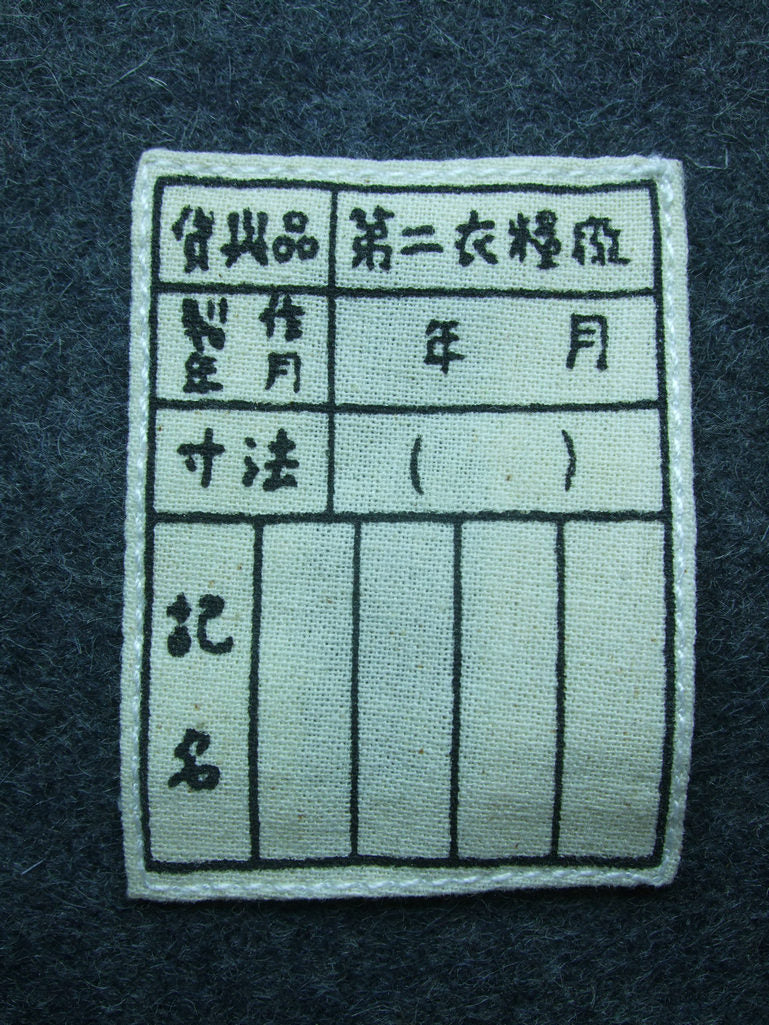 貸與品 第二衣糧廠
製作年月 年 月
寸法 ( )
記名